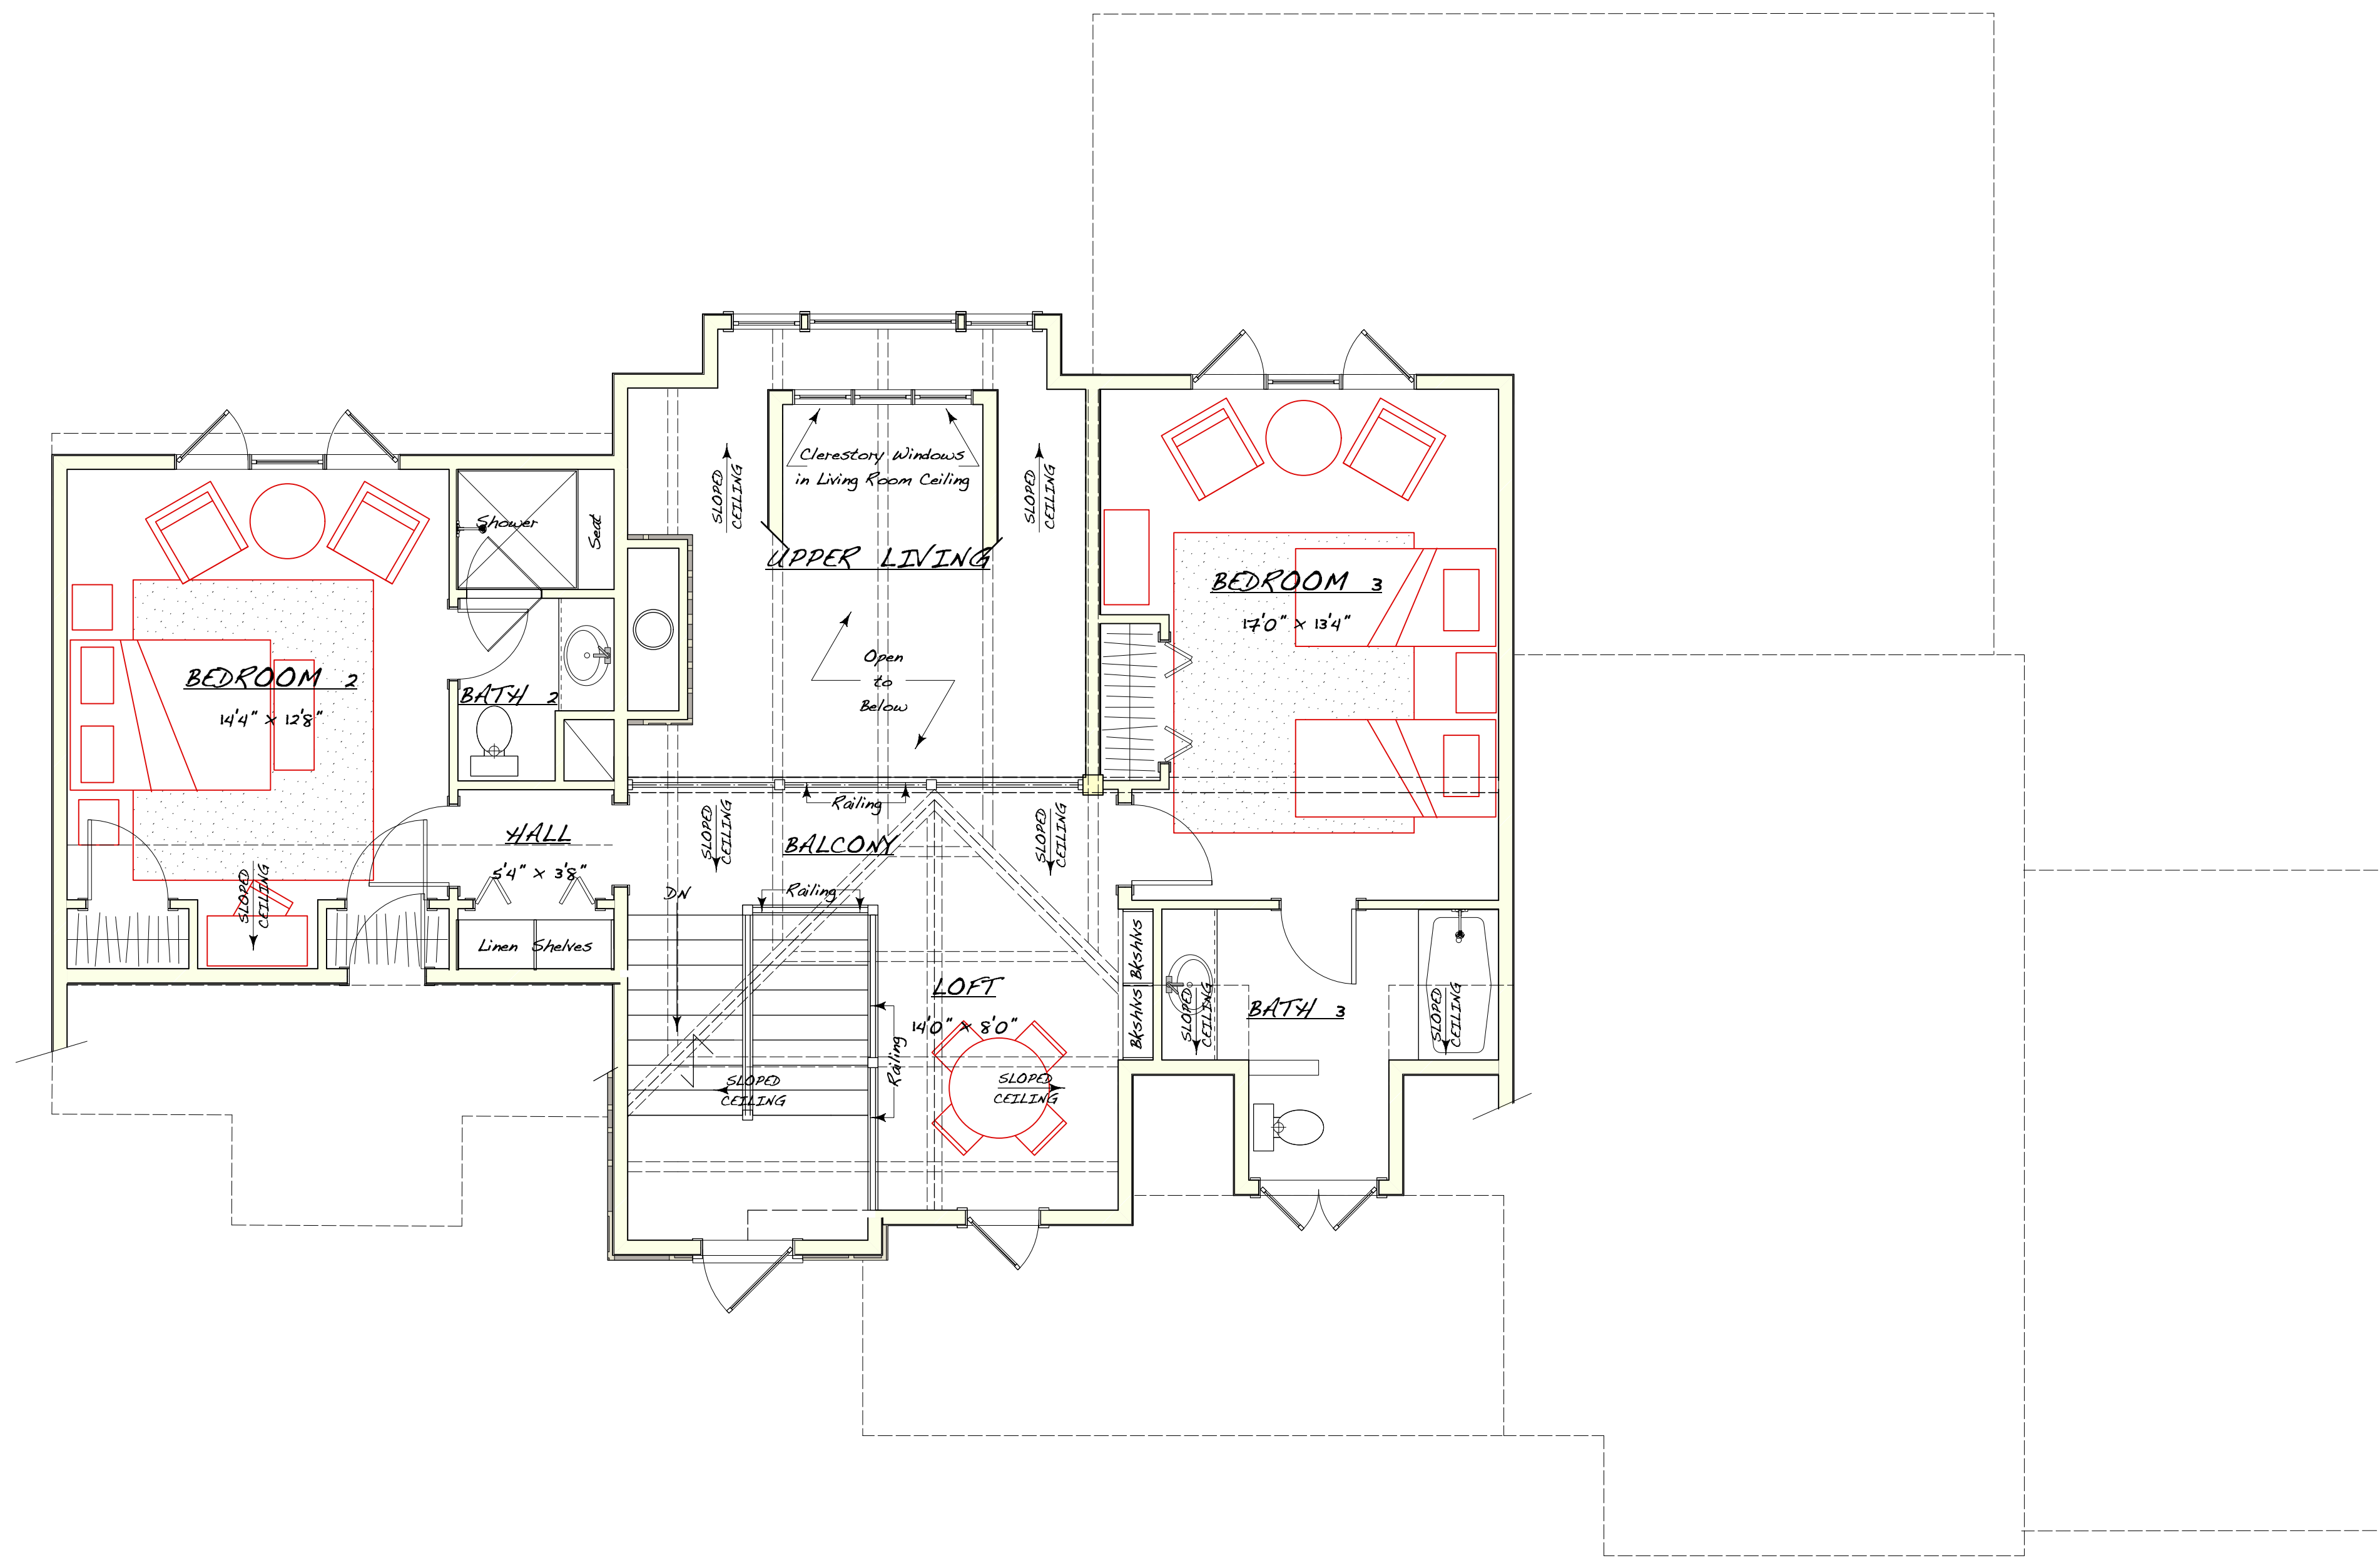 Clerestory Windows
in Living Room Ceiling
SLOPED
CEILING
SLOPED
CEILING
Shower
Seat
UPPER LIVING
BEDROOM 3
17'0" x 13'4"
Open
to
Below
BEDROOM 2
14'4" x 12'8"
BATH 2
Railing
HALL
5'4" x 3'8"
SLOPED
CEILING
BALCONY
SLOPED
CEILING
SLOPED
CEILING
DN
Railing
Linen Shelves
Bkshlvs
Bkshlvs
LOFT
14'0" x 8'0"
Railing
BATH 3
SLOPED
CEILING
SLOPED
CEILING
SLOPED
CEILING
SLOPED
CEILING